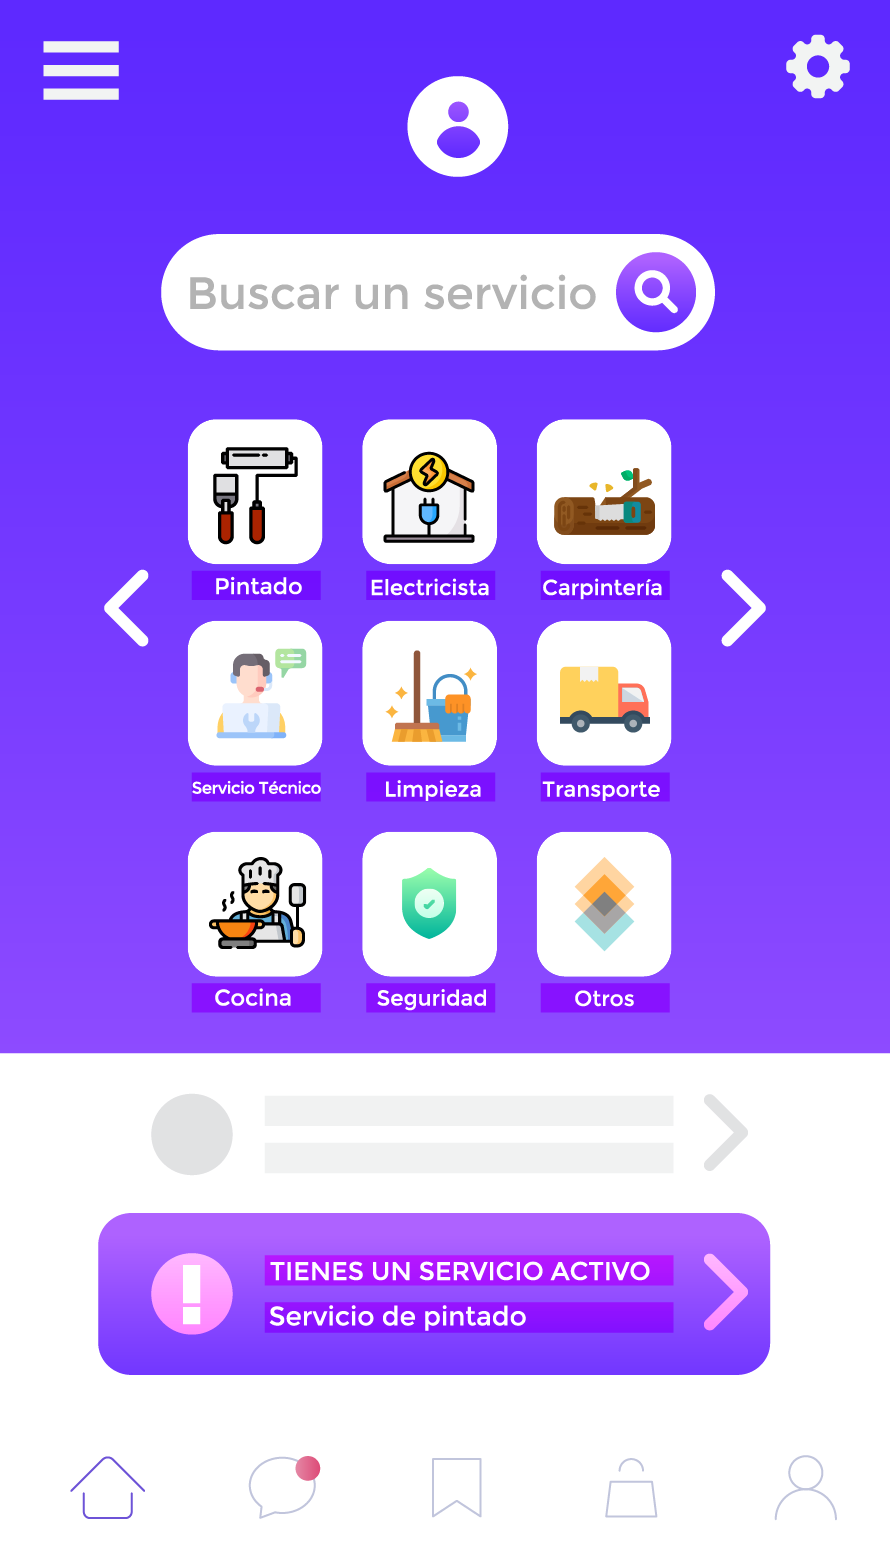 Buscar un servicio
Pintado
Electricista
Carpintería
Servicio Técnico
Limpieza
Transporte
Cocina
Seguridad
Otros
TIENES UN SERVICIO ACTIVO
Servicio de pintado